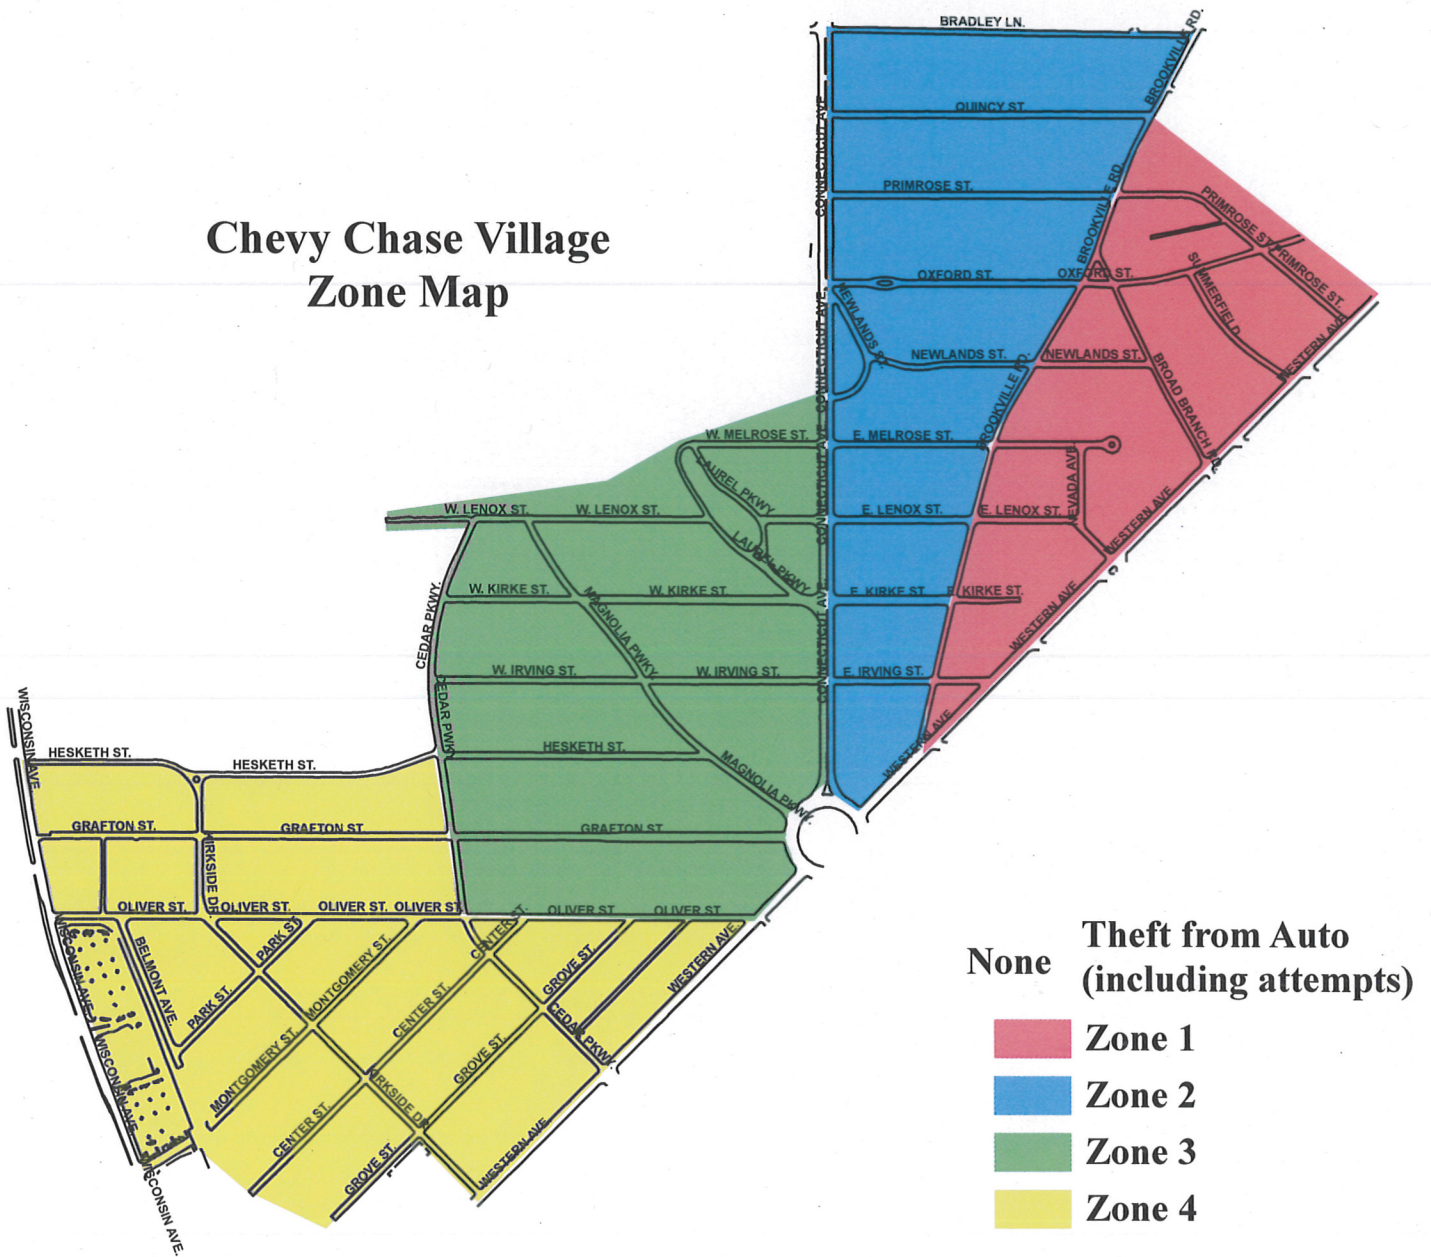 BRADLEY LN.
BROOKVILLE RD.
QUINCY ST.
CONNECTICUT AVE.
PRIMROSE ST.
BROOKVILLE RD.
PRIMROSE ST.
PRIMROSE ST.
Chevy Chase Village
Zone Map
OXFORD ST.
OXFORD ST.
SUMMERFIELD
NEWLANDS ST.
CONNECTICUT AVE.
NEWLANDS ST.
NEWLANDS ST.
WESTERN AVE.
BROOKVILLE RD.
BROAD BRANCH RD.
W. MELROSE ST.
E. MELROSE ST.
CONNECTICUT AVE.
LAUREL PKWY
NEVADA AVE.
W. LENOX ST.
W. LENOX ST.
E. LENOX ST.
E. LENOX ST.
WESTERN AVE
LAUREL PKWY
W. KIRKE ST.
W. KIRKE ST.
E. KIRKE ST.
E. KIRKE ST.
CEDAR PKWY.
MAGNOLIA PWKY.
CONNECTICUT AVE.
WESTERN AVE
W. IRVING ST.
W. IRVING ST.
E. IRVING ST.
CEDAR PWKY
WISCONSIN AVE
HESKETH ST.
HESKETH ST.
HESKETH ST.
MAGNOLIA PKWY.
WESTERN AVE.
GRAFTON ST.
GRAFTON ST.
GRAFTON ST.
KIRKSIDE DR.
OLIVER ST.
OLIVER ST.
OLIVER ST.
OLIVER ST.
OLIVER ST.
OLIVER ST.
WISCONSIN AVE.
BELMONT AVE.
PARK ST.
PARK ST.
MONTGOMERY ST.
CENTER ST.
GROVE ST.
WESTERN AVE.
CENTER ST.
CEDAR PKWY.
MONTGOMERY ST.
GROVE ST.
WISCONSIN AVE.
KIRKSIDE DR.
CENTER ST.
GROVE ST.
WESTERN AVE.
WISCONSIN AVE.
None
Theft from Auto
(including attempts)
Zone 1
Zone 2
Zone 3
Zone 4